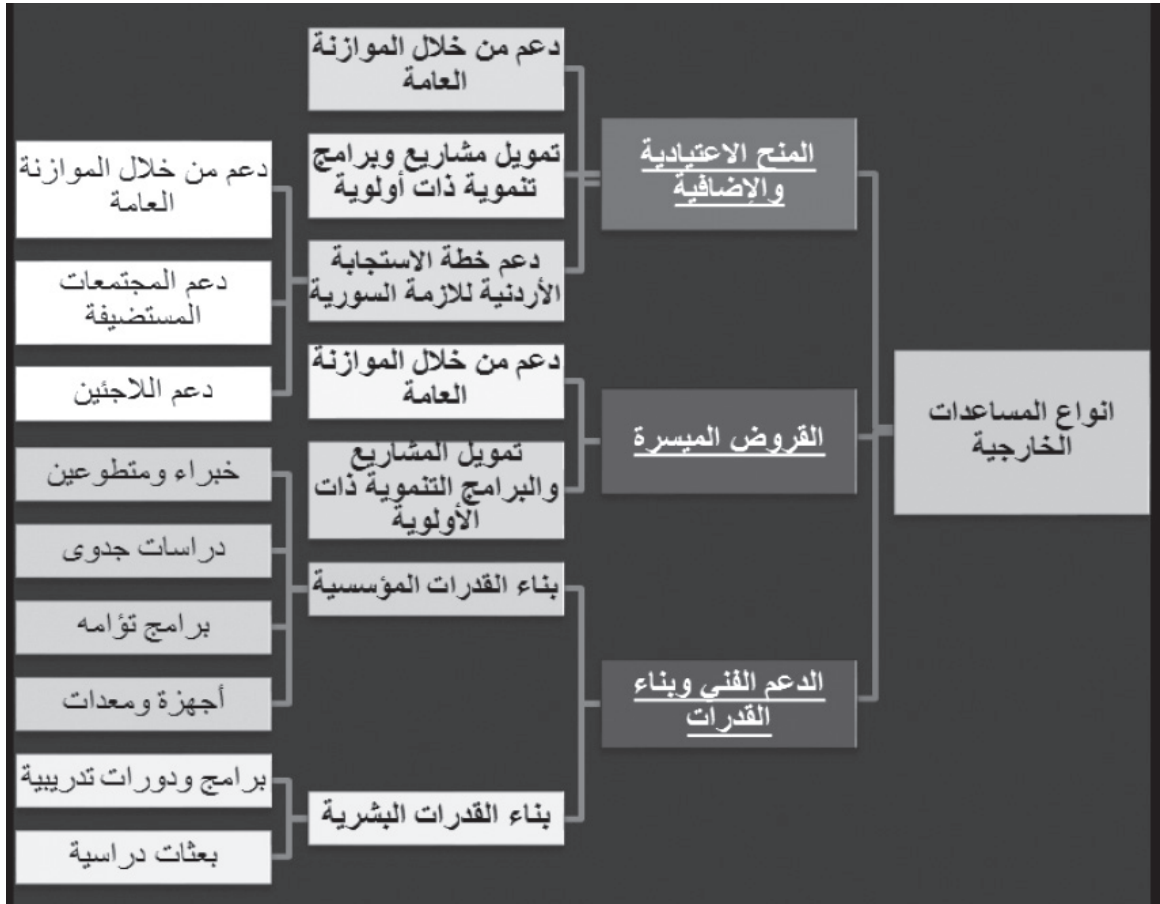 انواع المساعدات
الخارجية
المنح الاعتيادية
والإضافية
دعم من خلال الموازنة
العامة
تمويل مشاريع وبرامج
تنموية ذات أولوية
دعم خطة الاستجابة
الأردنية للازمة السورية
دعم من خلال الموازنة
العامة
دعم المجتمعات
المستضيفة
دعم اللاجئين
القروض الميسرة
دعم من خلال الموازنة
العامة
تمويل المشاريع
والبرامج التنموية ذات
الأولوية
الدعم الفني وبناء
القدرات
بناء القدرات المؤسسية
خبراء ومتطوعين
دراسات جدوى
برامج تؤامه
أجهزة ومعدات
بناء القدرات البشرية
برامج ودورات تدريبية
بعثات دراسية